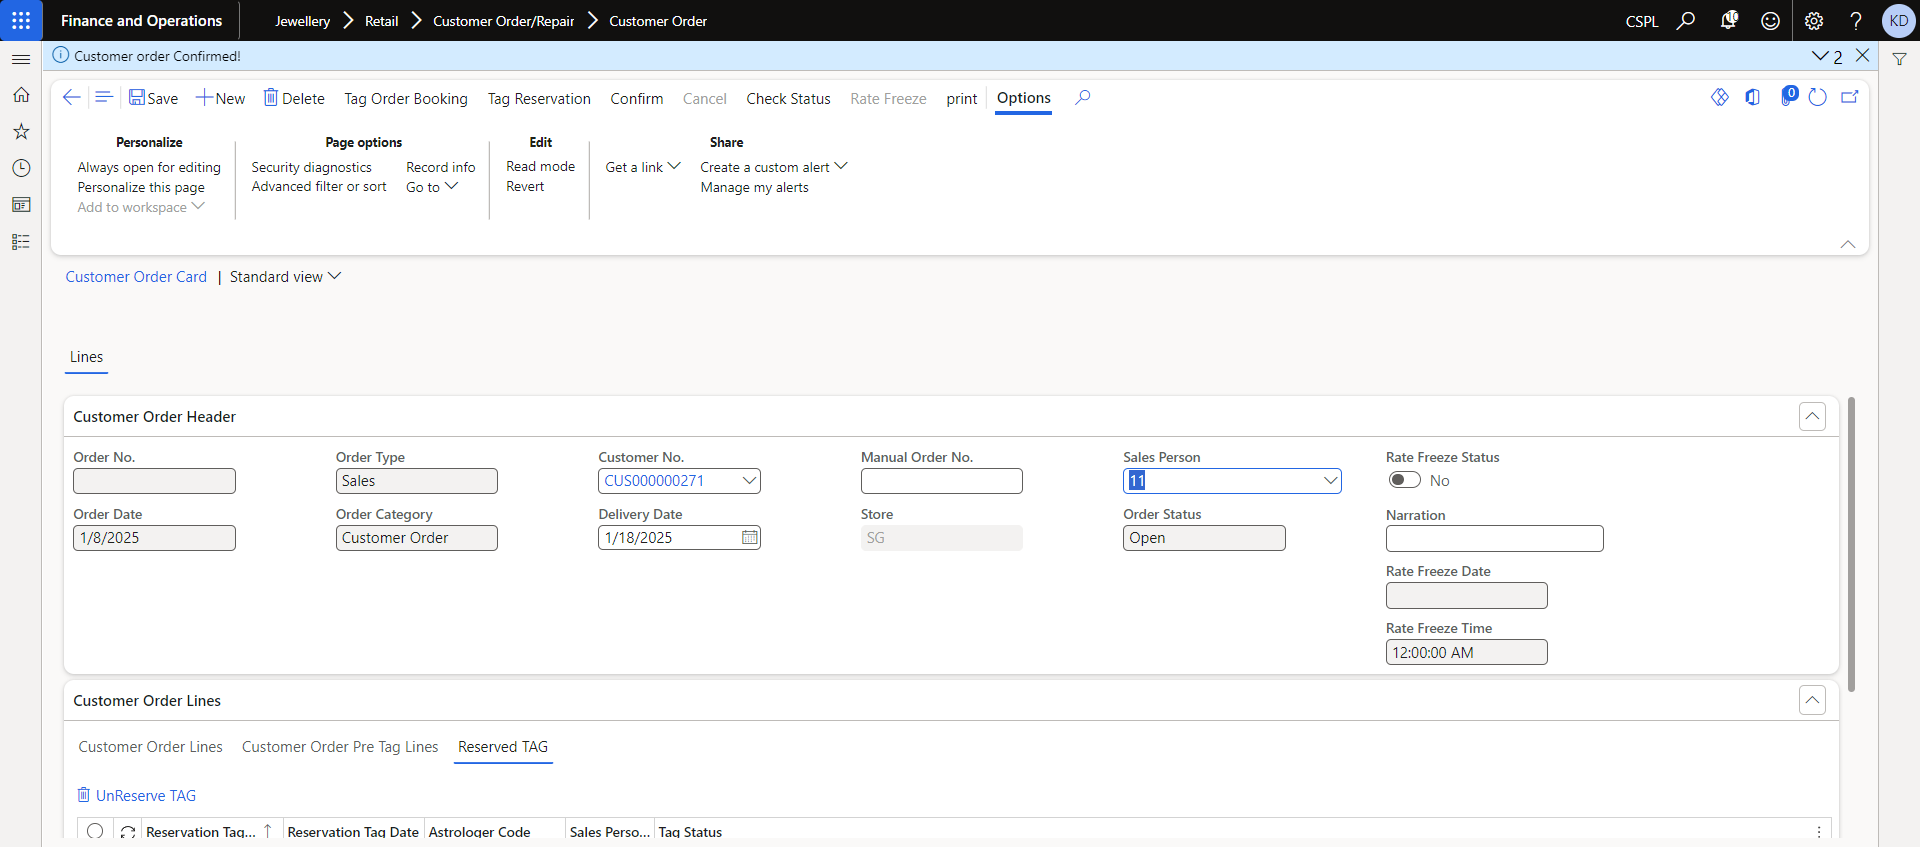 Finance and Operations
Jewellery > Retail > Customer Order/Repair > Customer Order
CSPL
10
KD
Customer order Confirmed!
2
Save
New
Delete
Tag Order Booking
Tag Reservation
Confirm
Cancel
Check Status
Rate Freeze
print
Options
0
Personalize
Always open for editing
Personalize this page
Add to workspace
Page options
Security diagnostics
Advanced filter or sort
Record info
Go to
Edit
Read mode
Revert
Get a link
Share
Create a custom alert
Manage my alerts
Customer Order Card | Standard view
Lines
Customer Order Header
Order No.
Order Type
Sales
Customer No.
CUS000000271
Manual Order No.
Sales Person
11
Rate Freeze Status
No
Order Date
1/8/2025
Order Category
Customer Order
Delivery Date
1/18/2025
Store
SG
Order Status
Open
Narration
Rate Freeze Date
Rate Freeze Time
12:00:00 AM
Customer Order Lines
Customer Order Lines
Customer Order Pre Tag Lines
Reserved TAG
UnReserve TAG
Reservation Tag... ↑
Reservation Tag Date
Astrologer Code
Sales Perso...
Tag Status